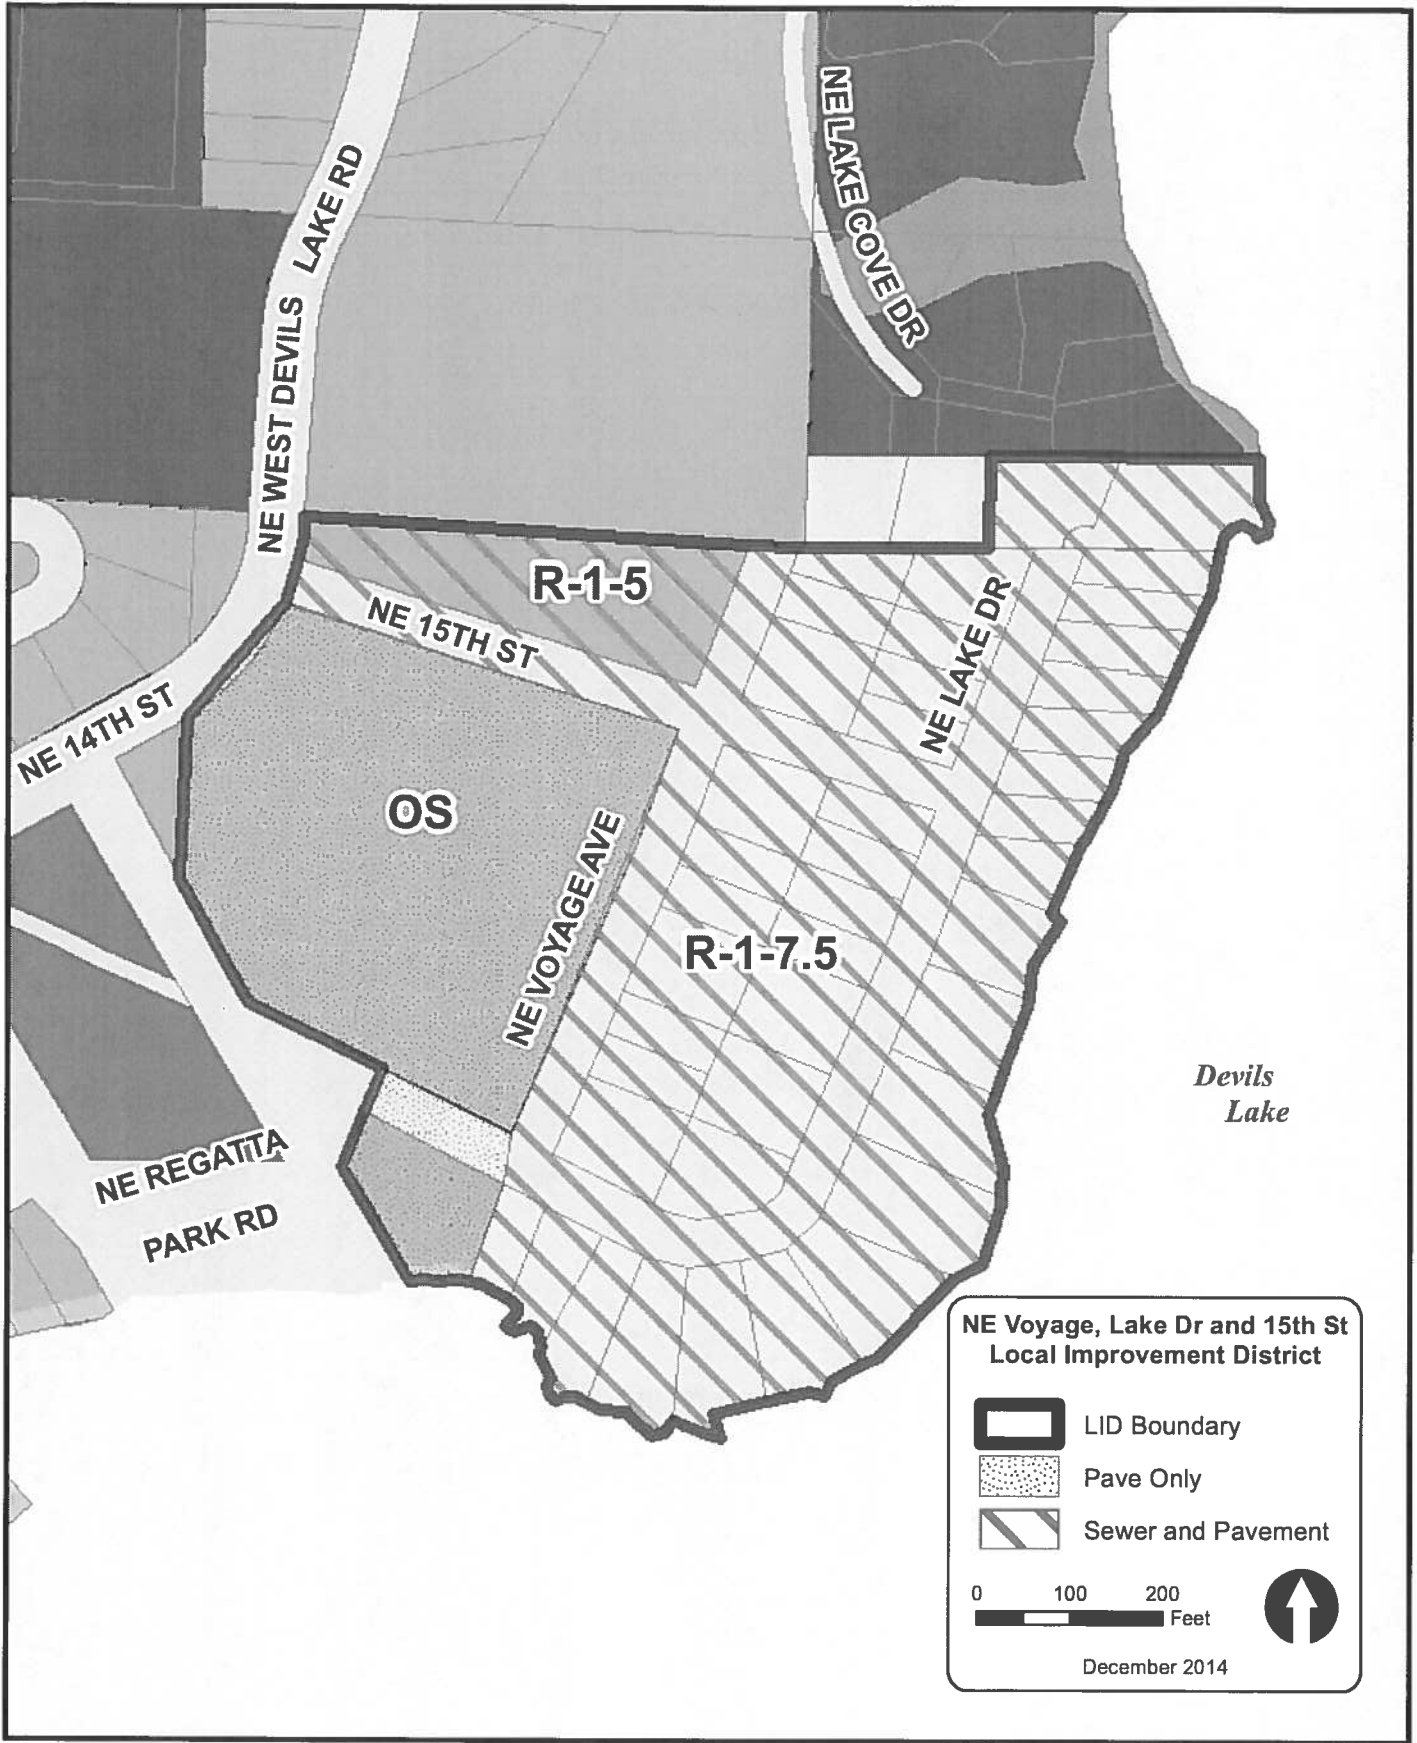 NE LAKE COVE DR
NE WEST DEVILS LAKE RD
R-1-5
NE 15TH ST
NE LAKE DR
NE 14TH ST
OS
NE VOYAGE AVE
R-1-7.5
Devils
Lake
NE REGATTA
PARK RD
NE Voyage, Lake Dr and 15th St
Local Improvement District
LID Boundary
Pave Only
Sewer and Pavement
0 100 200
Feet
December 2014